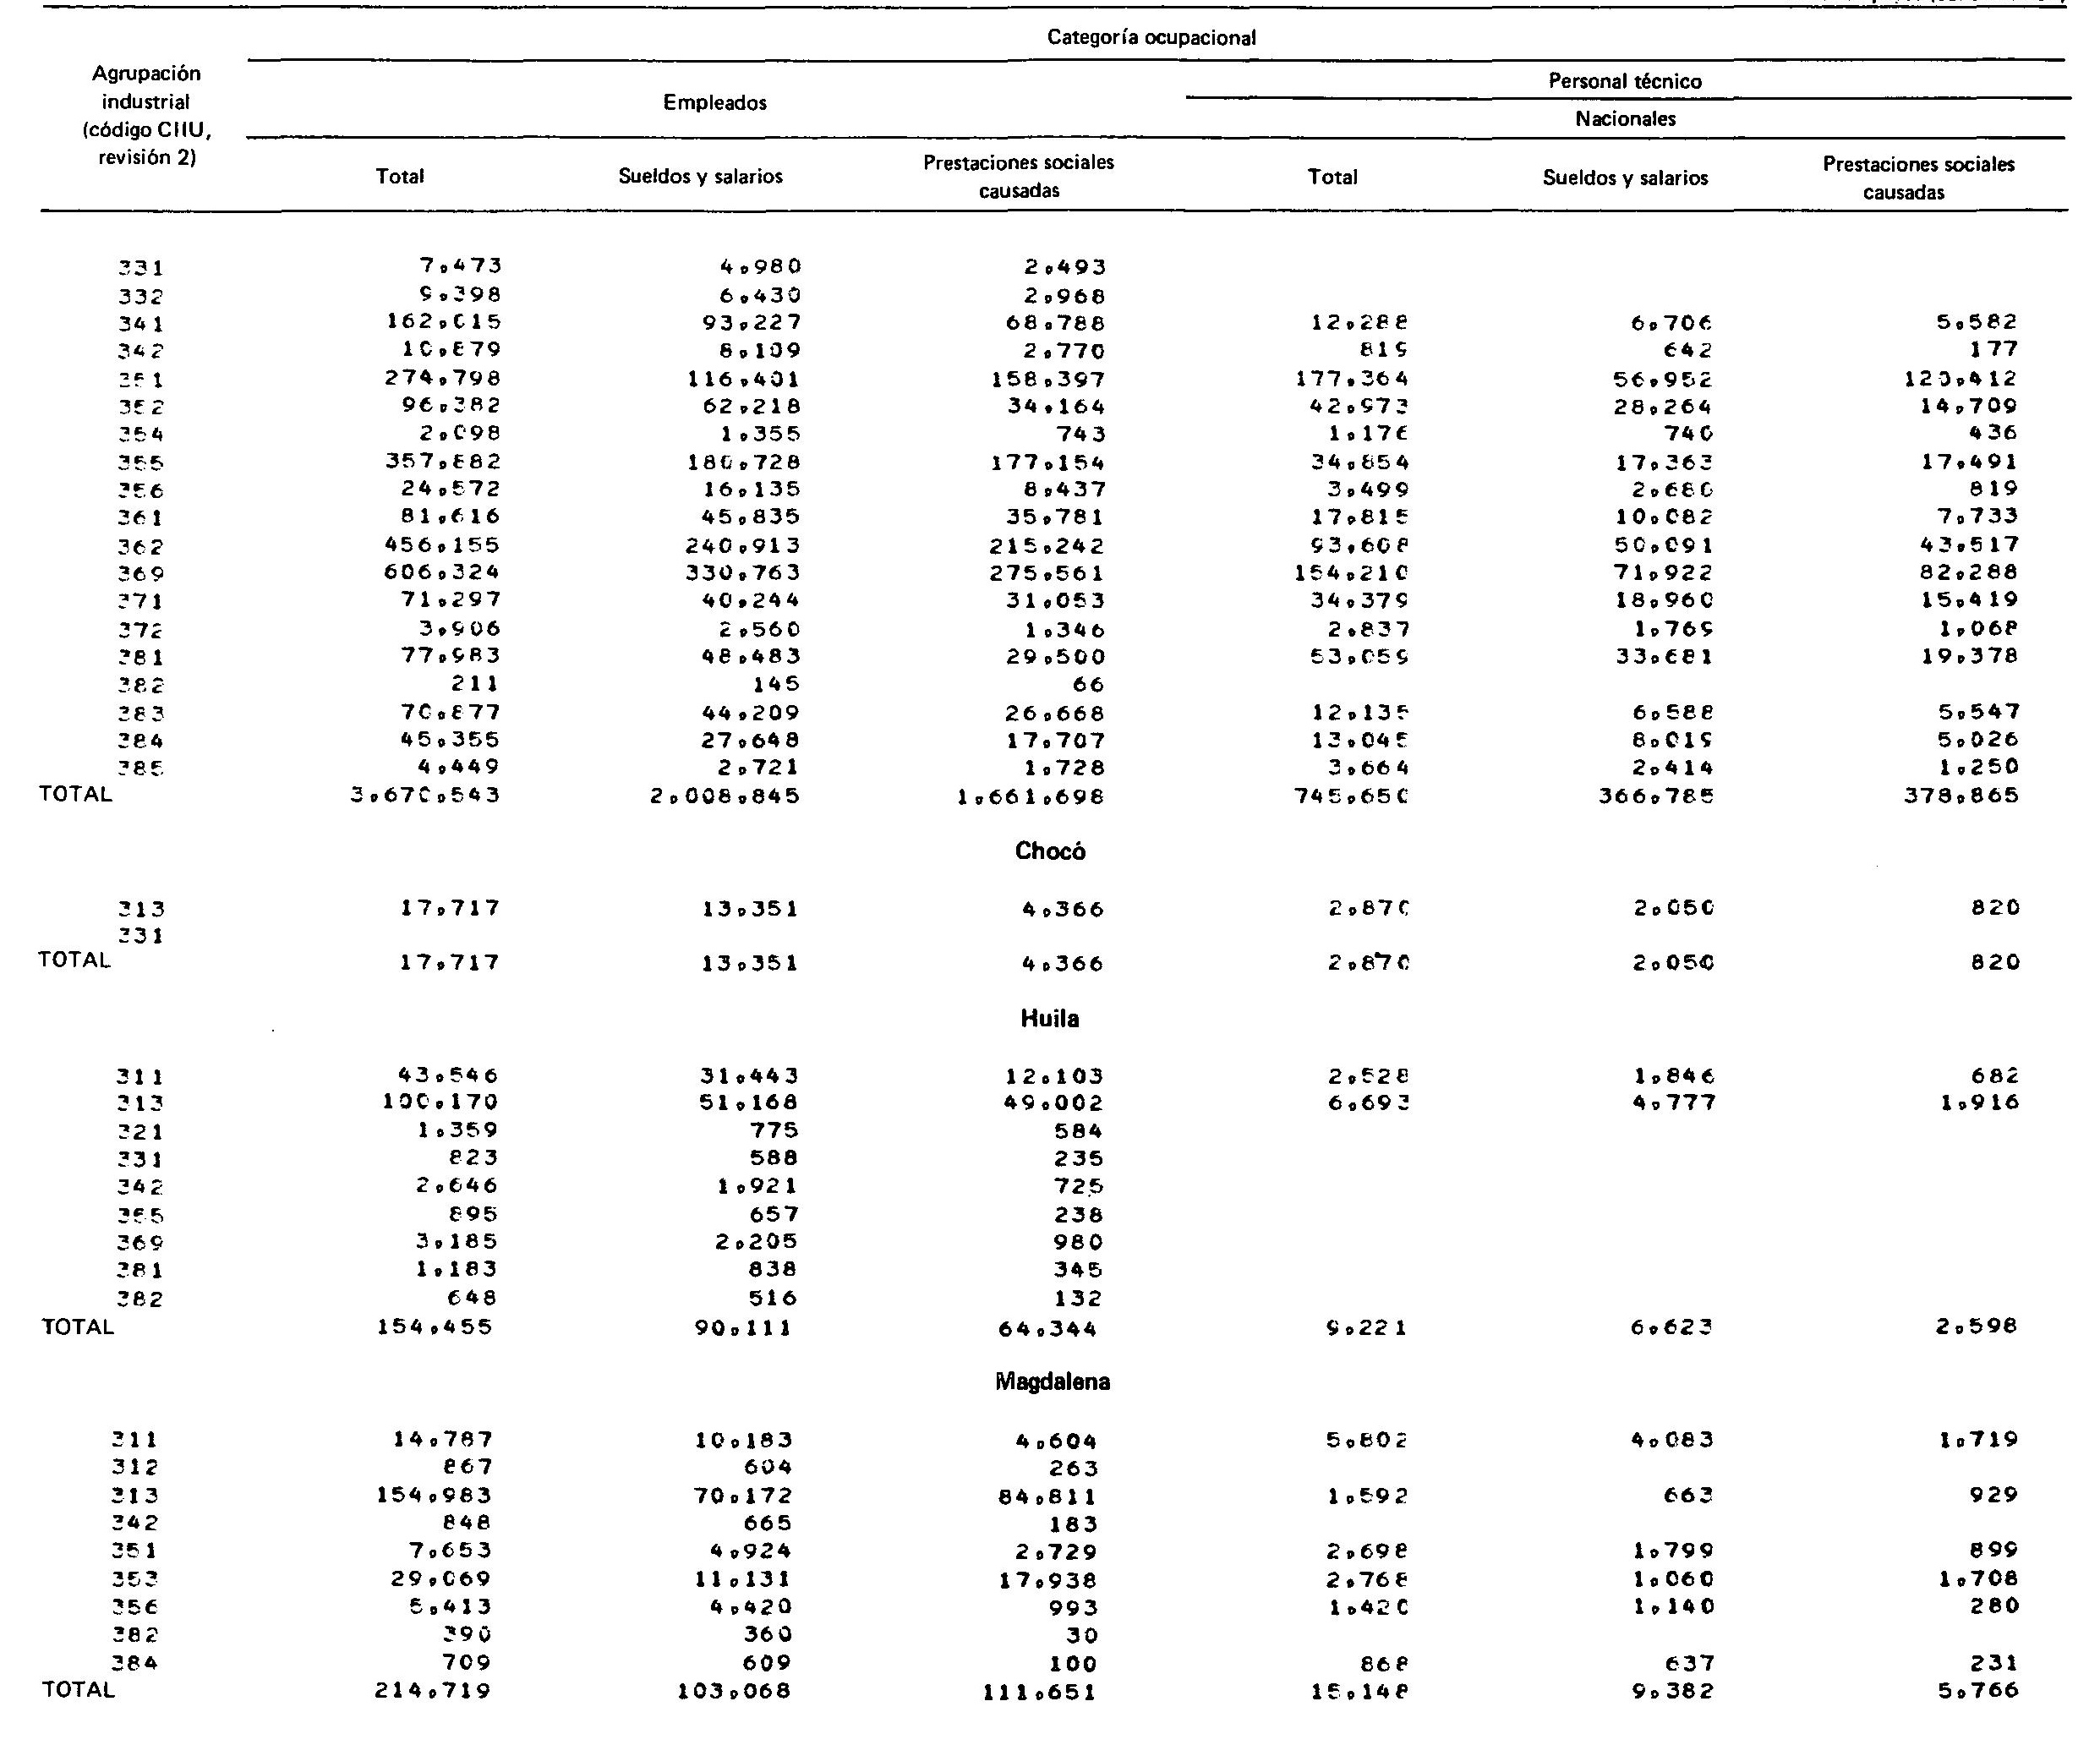 Categoría ocupacional
Agrupación industrial (código CIIU, revisión 2)
Empleados
Personal técnico
Nacionales
Total Sueldos y salarios Prestaciones sociales causadas Total Sueldos y salarios Prestaciones sociales causadas
331 7,473 4,980 2,493
332 9,398 6,430 2,968
341 162,015 93,227 68,788 12,288 6,706 5,582
342 10,879 8,109 2,770 819 642 177
351 274,798 116,401 158,397 177,364 56,952 120,412
352 96,382 62,218 34,164 42,973 28,264 14,709
354 2,098 1,355 743 1,176 740 436
355 357,882 180,728 177,154 34,854 17,363 17,491
356 24,572 16,135 8,437 3,499 2,680 819
361 81,616 45,835 35,781 17,815 10,082 7,733
362 456,155 240,913 215,242 93,608 50,091 43,517
369 606,324 330,763 275,561 154,210 71,922 82,288
371 71,297 40,244 31,053 34,379 18,960 15,419
372 3,906 2,560 1,346 2,837 1,769 1,068
381 77,983 48,483 29,500 53,059 33,681 19,378
382 211 145 66
383 70,877 44,209 26,668 12,135 6,588 5,547
384 45,355 27,648 17,707 13,045 8,019 5,026
385 4,449 2,721 1,728 3,664 2,414 1,250
TOTAL 3,670,543 2,008,845 1,661,698 745,650 366,785 378,865
Chocó
313 17,717 13,351 4,366 2,870 2,050 820
331
TOTAL 17,717 13,351 4,366 2,870 2,050 820
Huila
311 43,546 31,443 12,103 2,528 1,846 682
313 100,170 51,168 49,002 6,693 4,777 1,916
321 1,359 775 584
331 823 588 235
342 2,646 1,921 725
355 895 657 238
369 3,185 2,205 980
381 1,183 838 345
382 648 516 132
TOTAL 154,455 90,111 64,344 9,221 6,623 2,598
Magdalena
311 14,787 10,183 4,604 5,802 4,083 1,719
312 867 604 263
313 154,983 70,172 84,811 1,592 663 929
342 848 665 183
351 7,653 4,924 2,729 2,698 1,799 899
353 29,069 11,131 17,938 2,768 1,060 1,708
356 5,413 4,420 993 1,420 1,140 280
382 390 360 30
384 709 609 100 868 637 231
TOTAL 214,719 103,068 111,651 15,148 9,382 5,766